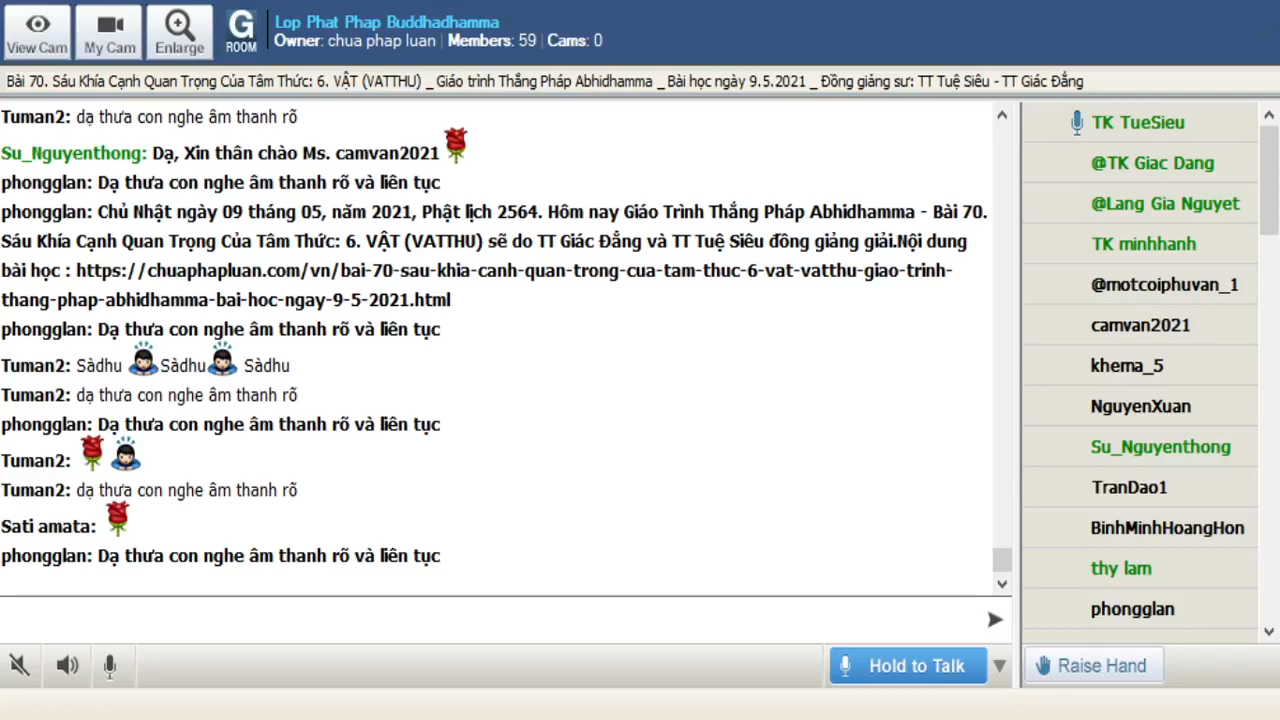 View Cam
My Cam
Enlarge
G
ROOM
Lop Phat Phap Buddhadhamma
Owner: chua phap luan | Members: 59 | Cams: 0
Bài 70. Sáu Khía Cạnh Quan Trọng Của Tâm Thức: 6. VẬT (VATTHU) _ Giáo trình Thắng Pháp Abhidhamma _ Bài học ngày 9.5.2021 _ Đồng giảng sư: TT Tuệ Siêu - TT Giác Đẳng
Tuman2: dạ thưa con nghe âm thanh rõ
Su_Nguyenthong: Dạ, Xin thân chào Ms. camvan2021
phongglan: Dạ thưa con nghe âm thanh rõ và liên tục
phongglan: Chủ Nhật ngày 09 tháng 05, năm 2021, Phật lịch 2564. Hôm nay Giáo Trình Thắng Pháp Abhidhamma - Bài 70.
Sáu Khía Cạnh Quan Trọng Của Tâm Thức: 6. VẬT (VATTHU) sẽ do TT Giác Đẳng và TT Tuệ Siêu đồng giảng giải.Nội dung
bài học : https://chuaphapluan.com/vn/bai-70-sau-khia-canh-quan-trong-cua-tam-thuc-6-vat-vatthu-giao-trinh-
thang-phap-abhidhamma-bai-hoc-ngay-9-5-2021.html
phongglan: Dạ thưa con nghe âm thanh rõ và liên tục
Tuman2: Sàdhu Sàdhu Sàdhu
Tuman2: dạ thưa con nghe âm thanh rõ
phongglan: Dạ thưa con nghe âm thanh rõ và liên tục
Tuman2:
Tuman2: dạ thưa con nghe âm thanh rõ
Sati amata:
phongglan: Dạ thưa con nghe âm thanh rõ và liên tục
TK TueSieu
@TK Giac Dang
@Lang Gia Nguyet
TK minhhanh
@motcoiphuvan_1
camvan2021
khema_5
NguyenXuan
Su_Nguyenthong
TranDao1
BinhMinhHoangHon
thy lam
phongglan
Hold to Talk
Raise Hand